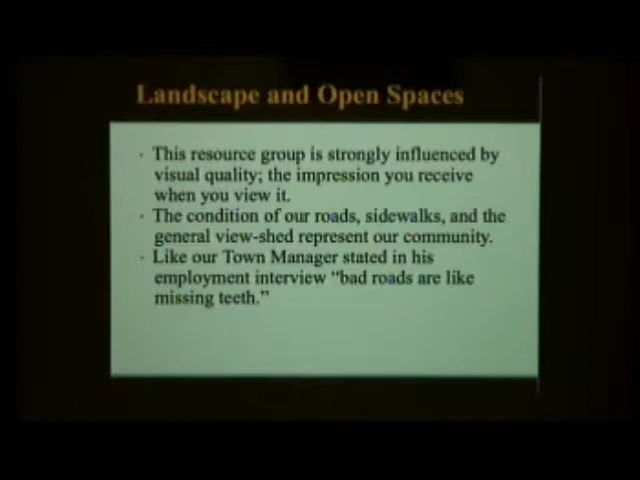 Landscape and Open Spaces
· This resource group is strongly influenced by
visual quality; the impression you receive
when you view it.
· The condition of our roads, sidewalks, and the
general view-shed represent our community.
· Like our Town Manager stated in his
employment interview “bad roads are like
missing teeth.”